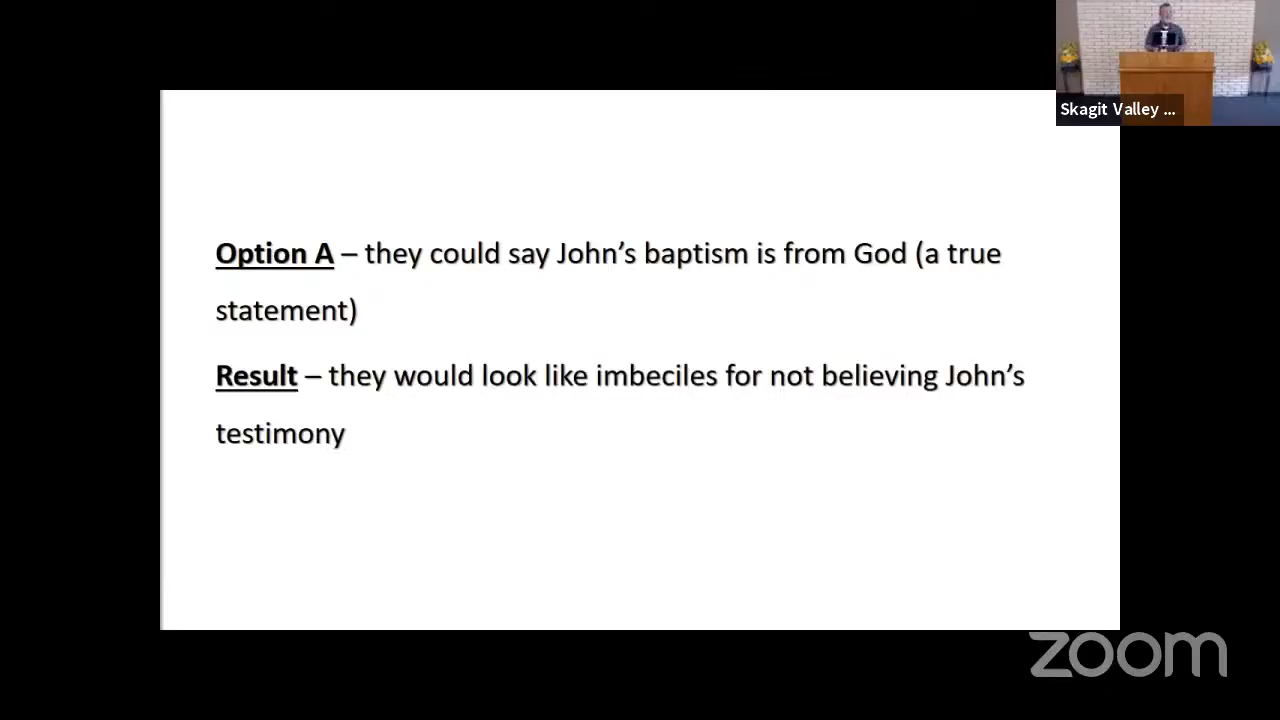 Skagit Valley ...
Option A – they could say John’s baptism is from God (a true
statement)
Result – they would look like imbeciles for not believing John’s
testimony
zoom